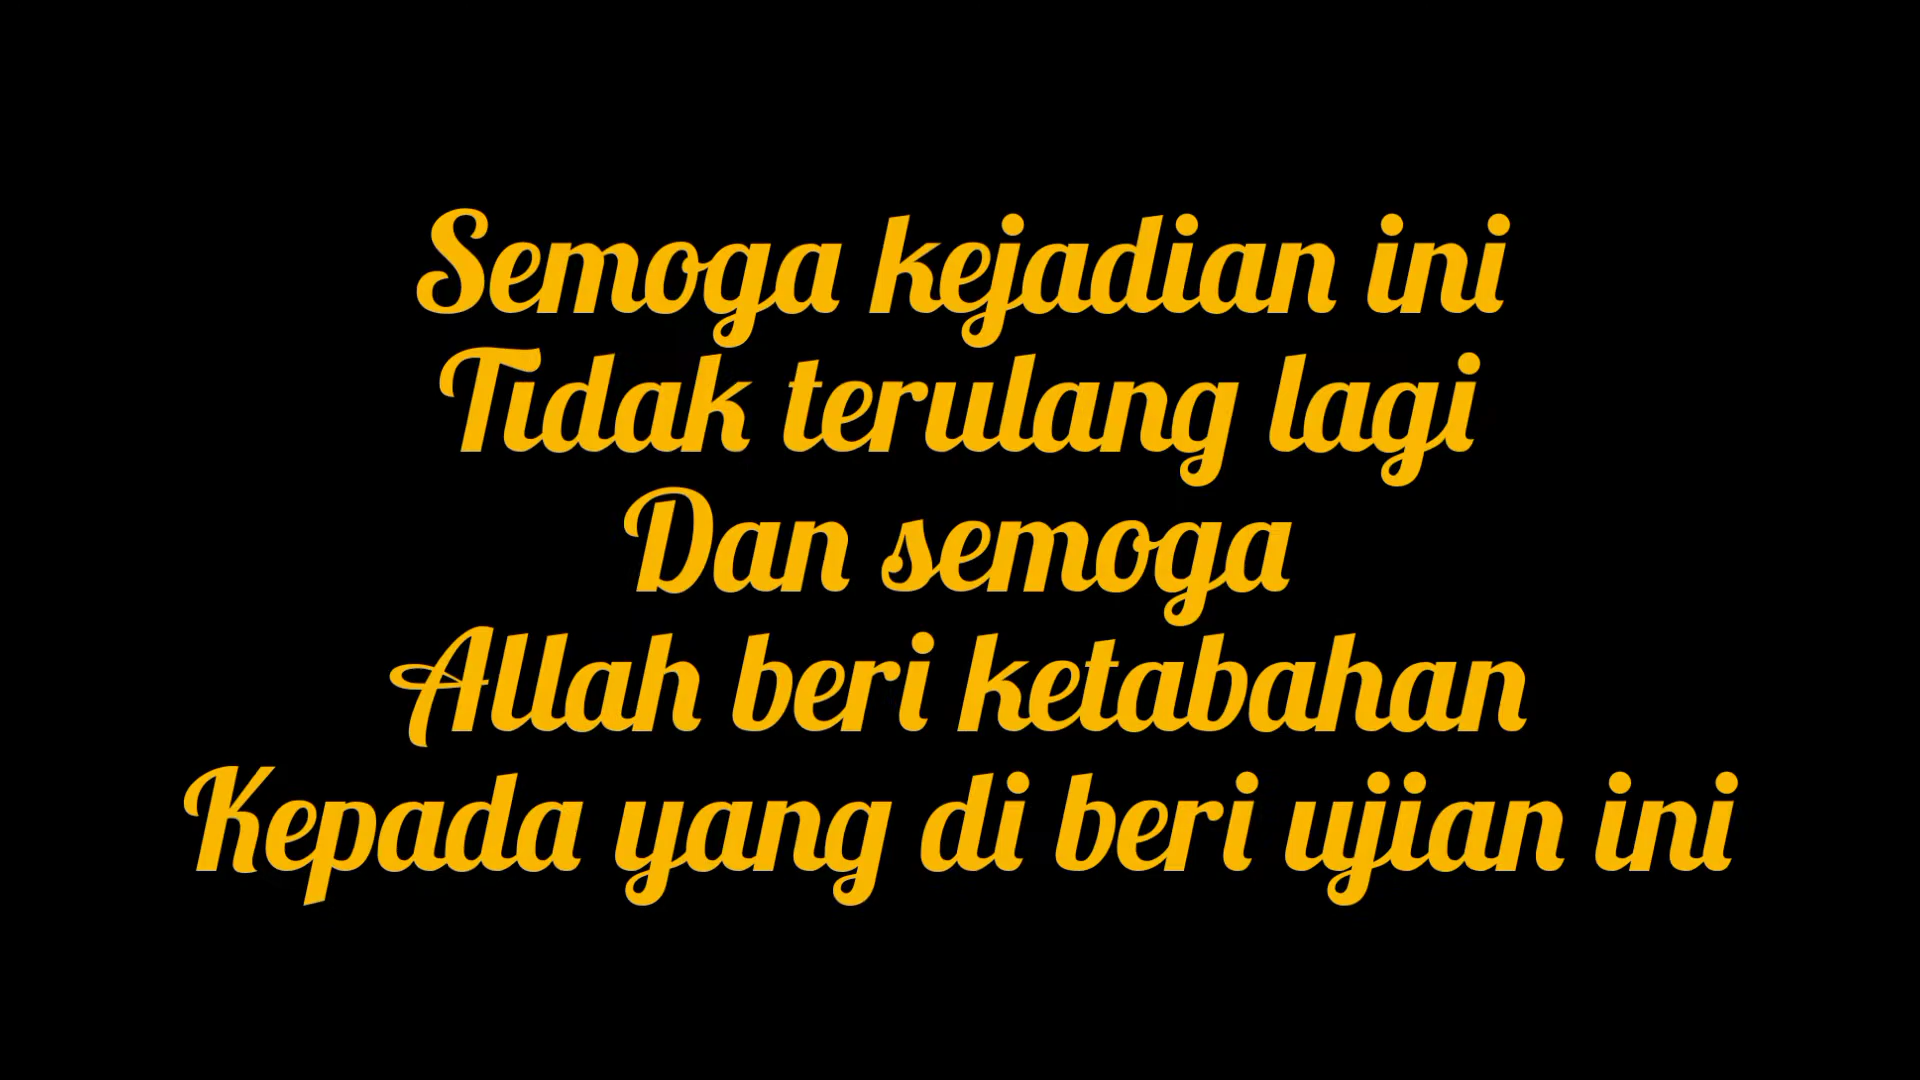 Semoga kejadian ini
Tidak terulang lagi
Dan semoga
Allah beri ketabahan
Kepada yang di beri ujian ini